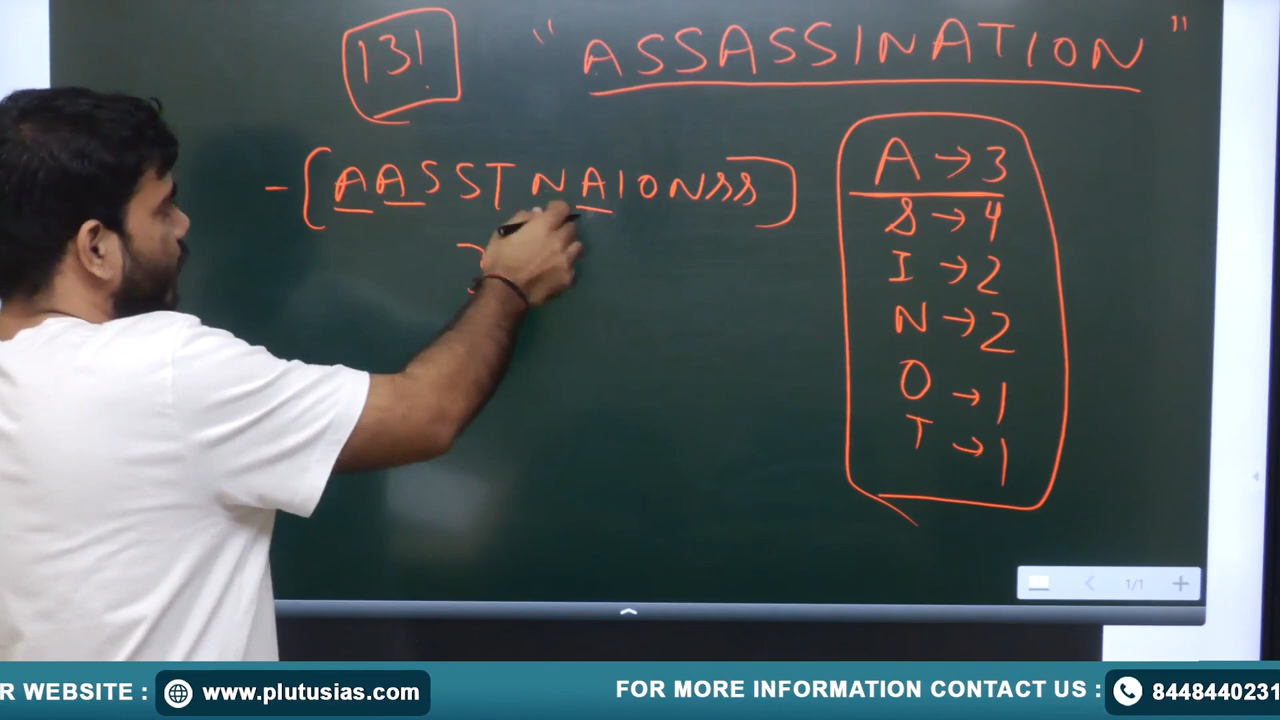 13! " ASSASSINATION "
- [ AASSTNAIONSS ]
A → 3
S → 4
I → 2
N → 2
O → 1
T → 1
1/1
R WEBSITE : www.plutusias.com FOR MORE INFORMATION CONTACT US : 8448440231